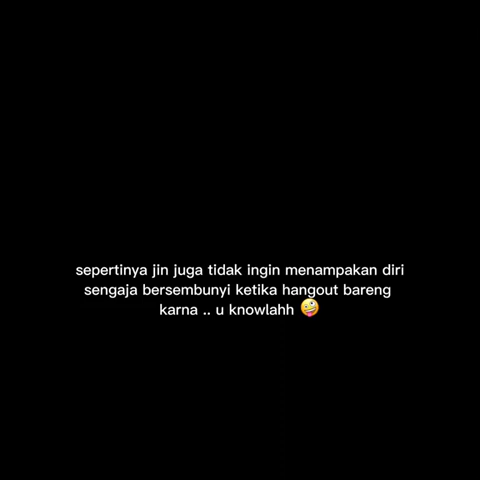 sepertinya jin juga tidak ingin menampakan diri
sengaja bersembunyi ketika hangout bareng
karna .. u knowlahh 🤪